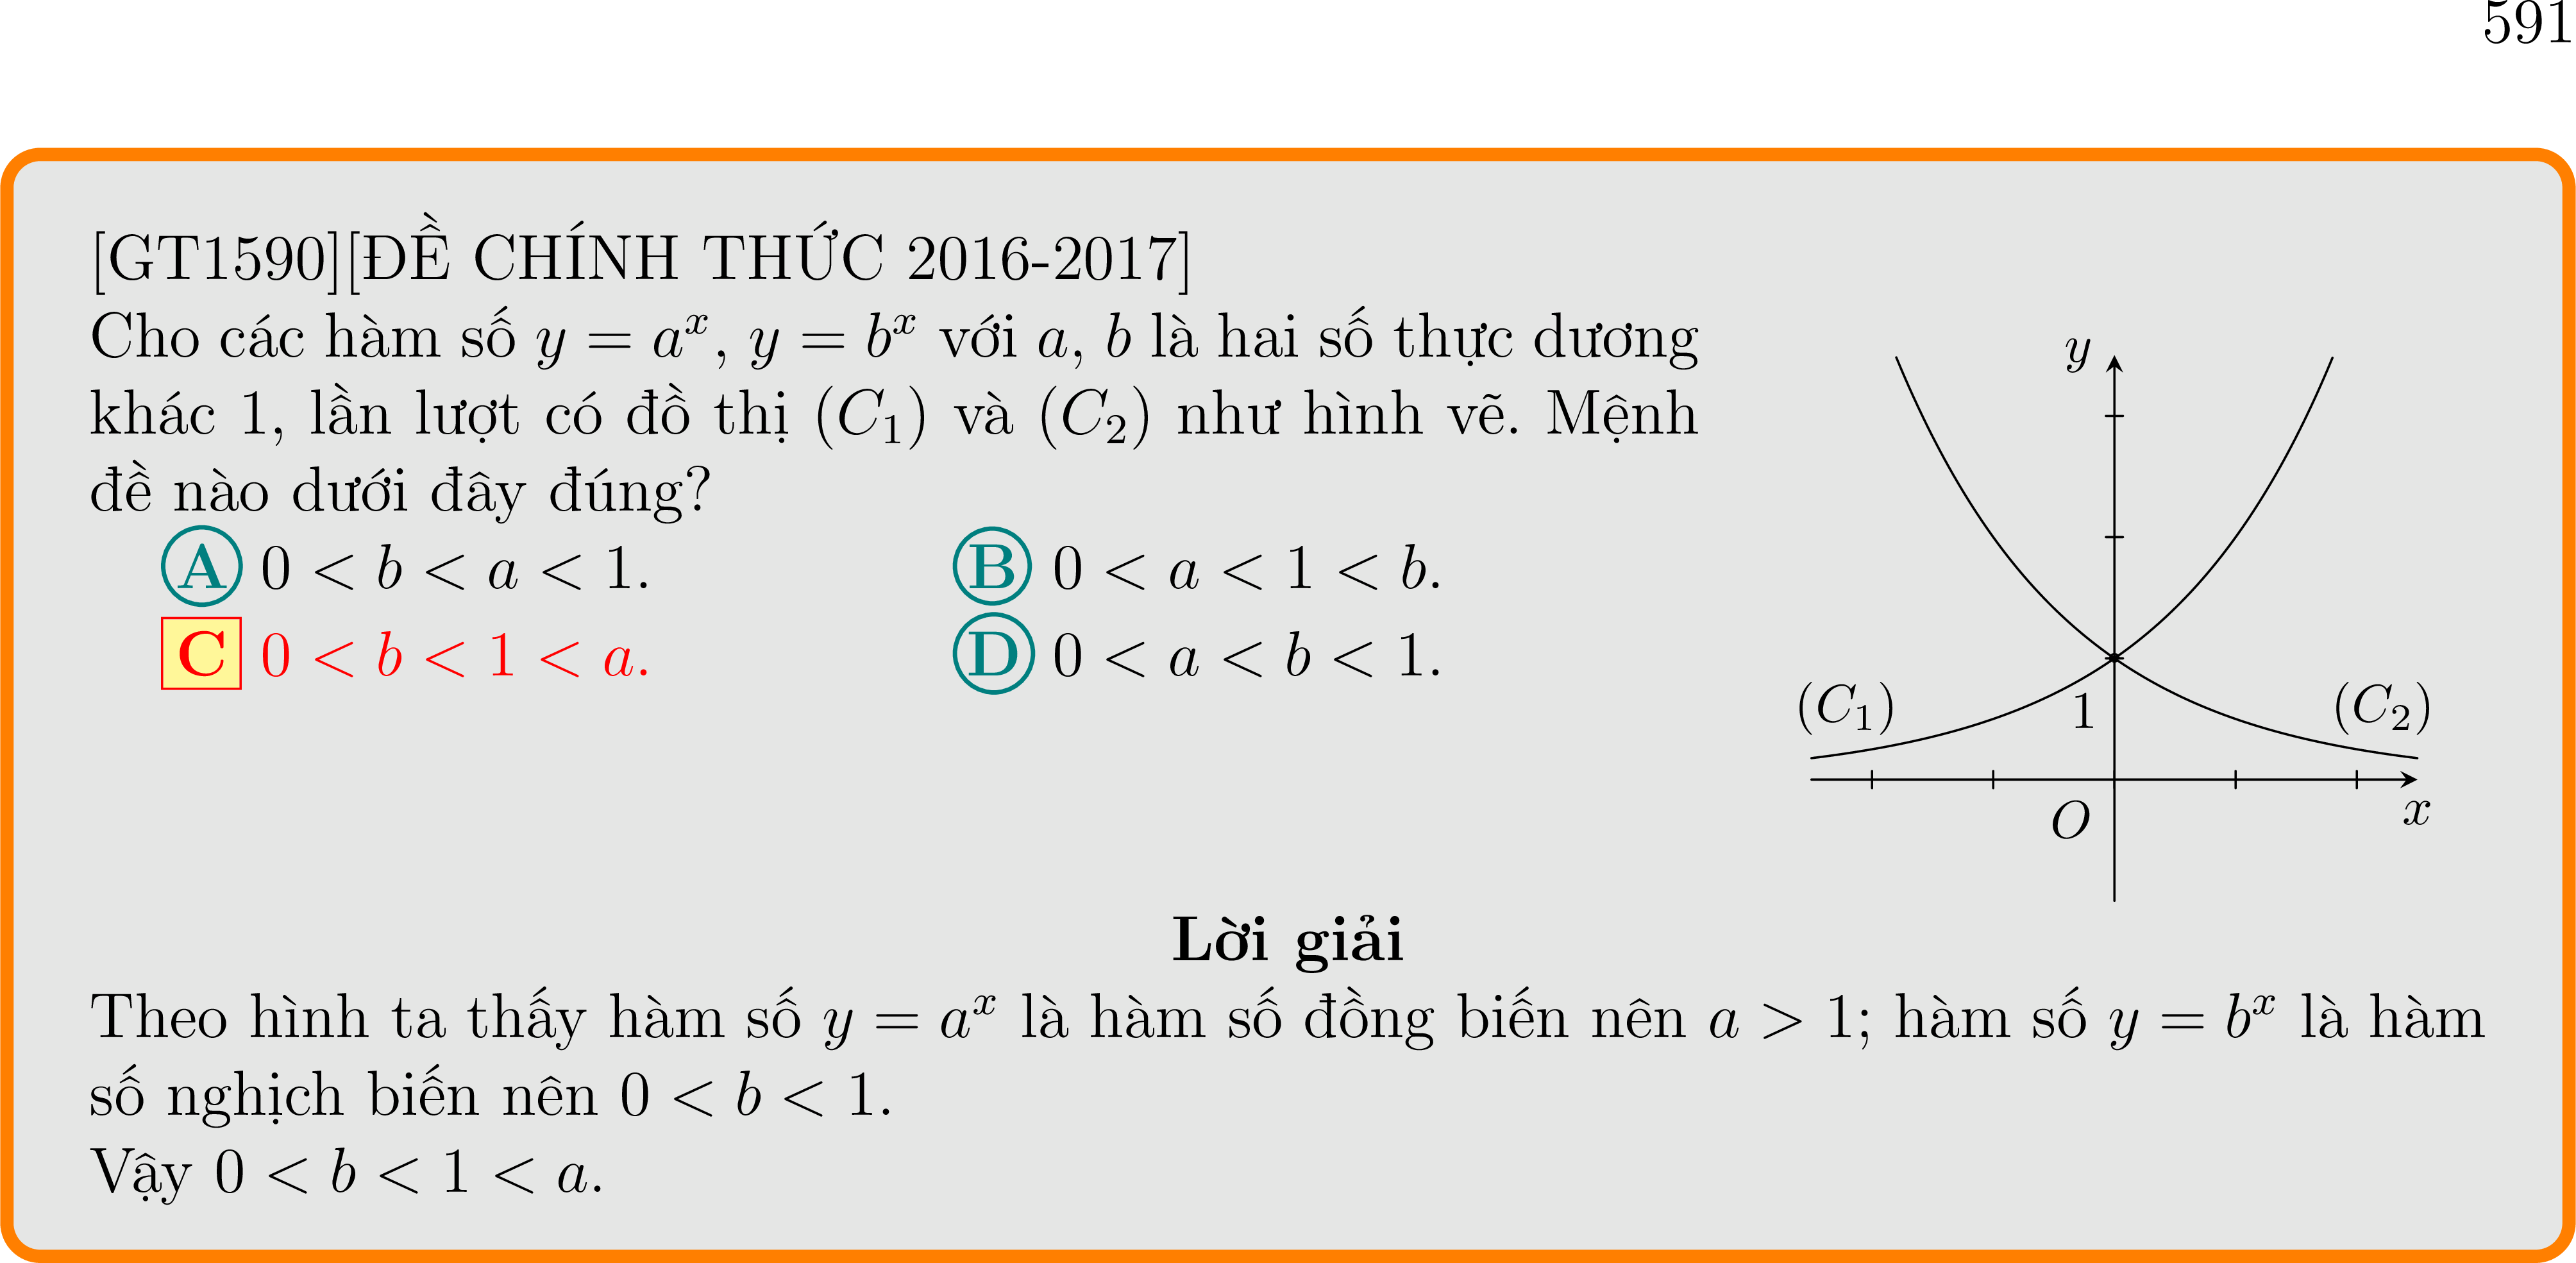 591
[GT1590][ĐỀ CHÍNH THỨC 2016-2017]
Cho các hàm số y = a^x, y = b^x với a, b là hai số thực dương
khác 1, lần lượt có đồ thị (C_1) và (C_2) như hình vẽ. Mệnh
đề nào dưới đây đúng?
A 0 < b < a < 1.
B 0 < a < 1 < b.
C 0 < b < 1 < a.
D 0 < a < b < 1.
y
(C_1)
1
(C_2)
O
x
Lời giải
Theo hình ta thấy hàm số y = a^x là hàm số đồng biến nên a > 1; hàm số y = b^x là hàm
số nghịch biến nên 0 < b < 1.
Vậy 0 < b < 1 < a.